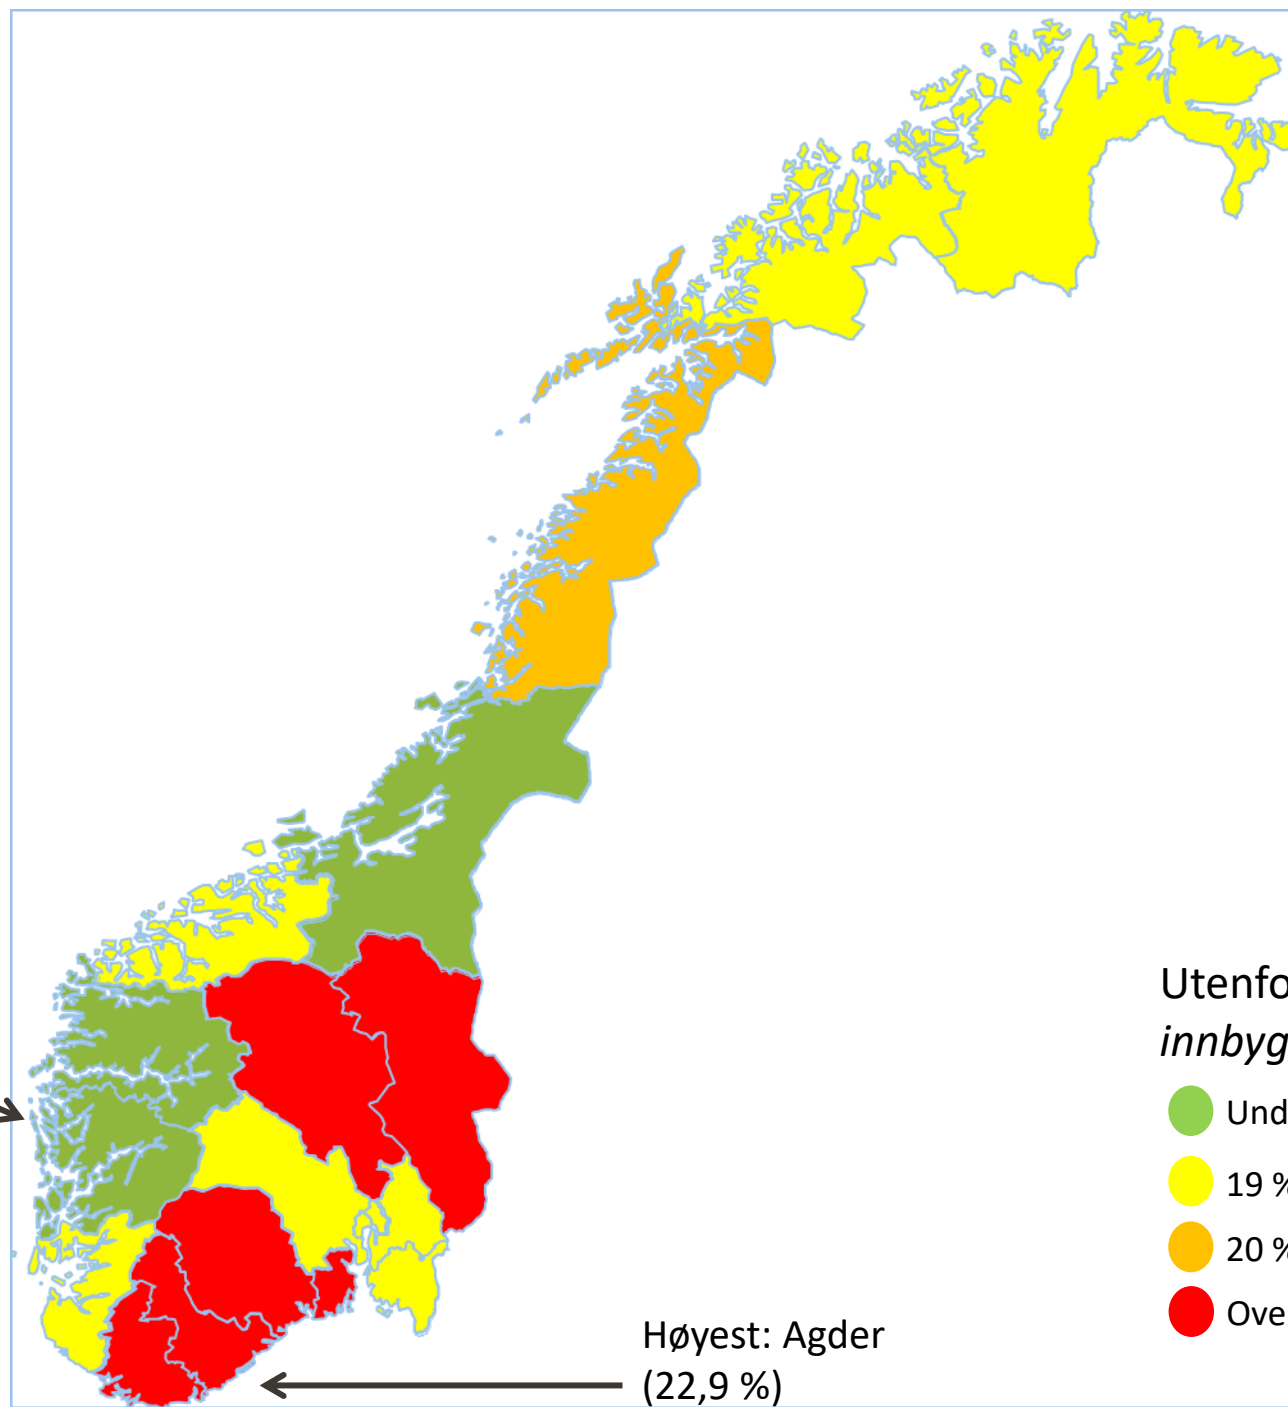 Utenfo
innbyg
Und
19 %
20 %
Ove
Høyest: Agder
(22,9 %)